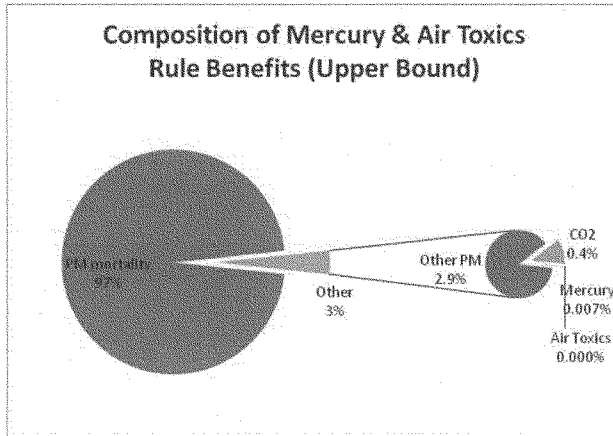 Composition of Mercury & Air Toxics
Rule Benefits (Upper Bound)
PM mortality
97%
Other
3%
Other PM
2.9%
CO2
0.4%
Mercury
0.007%
Air Toxics
0.000%